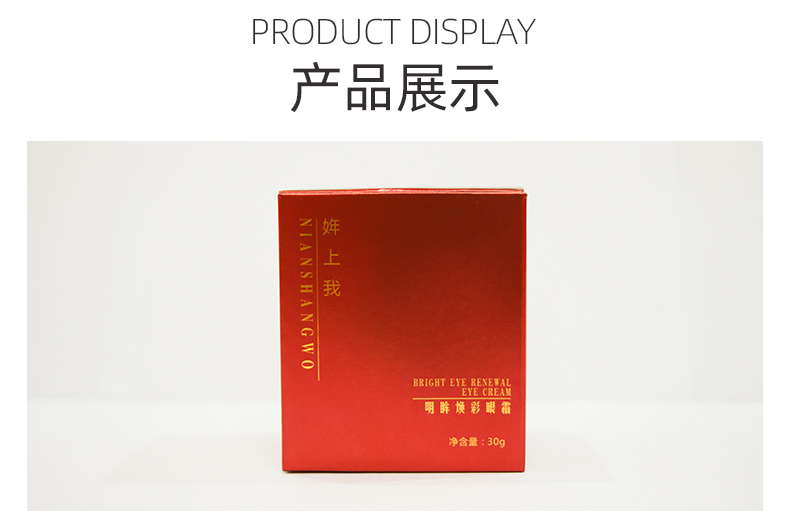 PRODUCT DISPLAY
产品展示
姩上我
NIANSHANGWO
BRIGHT EYE RENEWAL
EYE CREAM
明眸焕彩眼霜
净含量：30g